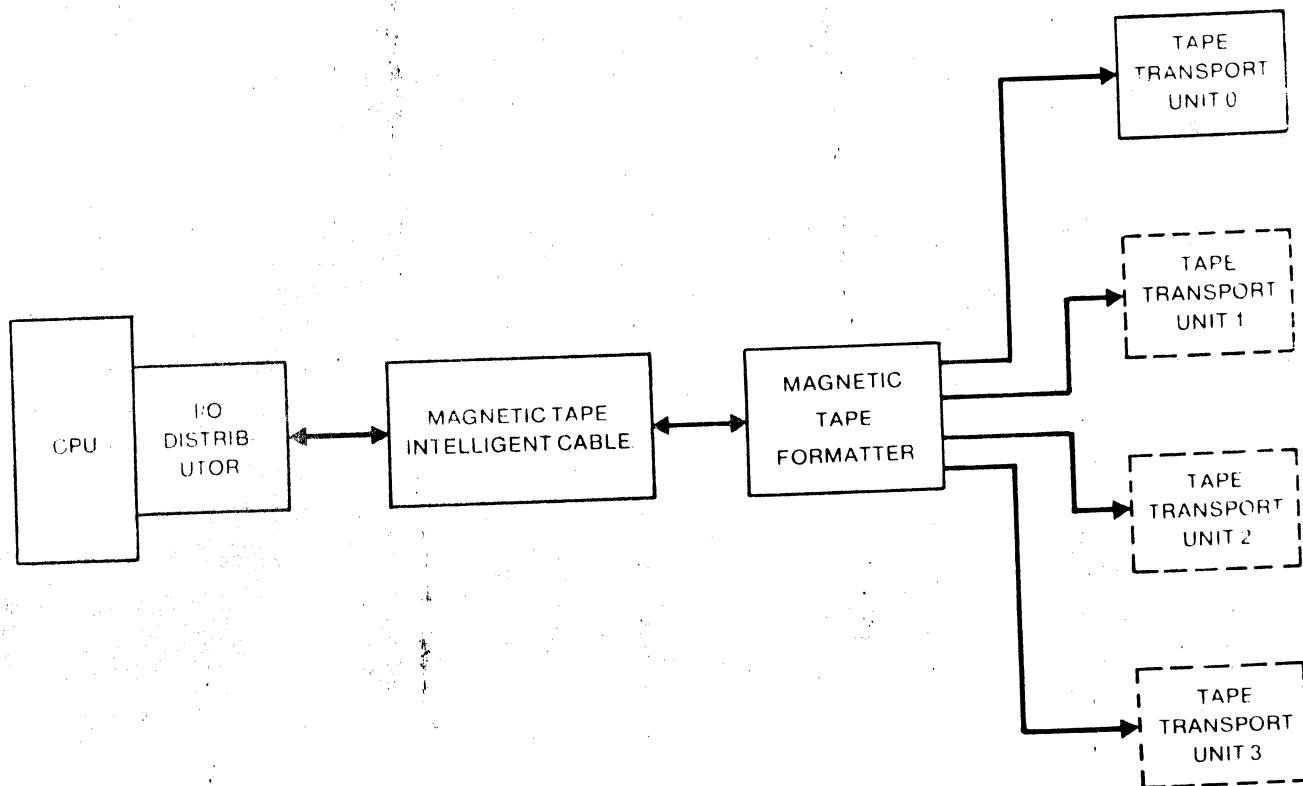 TAPE
TRANSPORT
UNIT 0
TAPE
TRANSPORT
UNIT 1
CPU
I/O
DISTRIB-
UTOR
MAGNETIC TAPE
INTELLIGENT CABLE
MAGNETIC
TAPE
FORMATTER
TAPE
TRANSPORT
UNIT 2
TAPE
TRANSPORT
UNIT 3